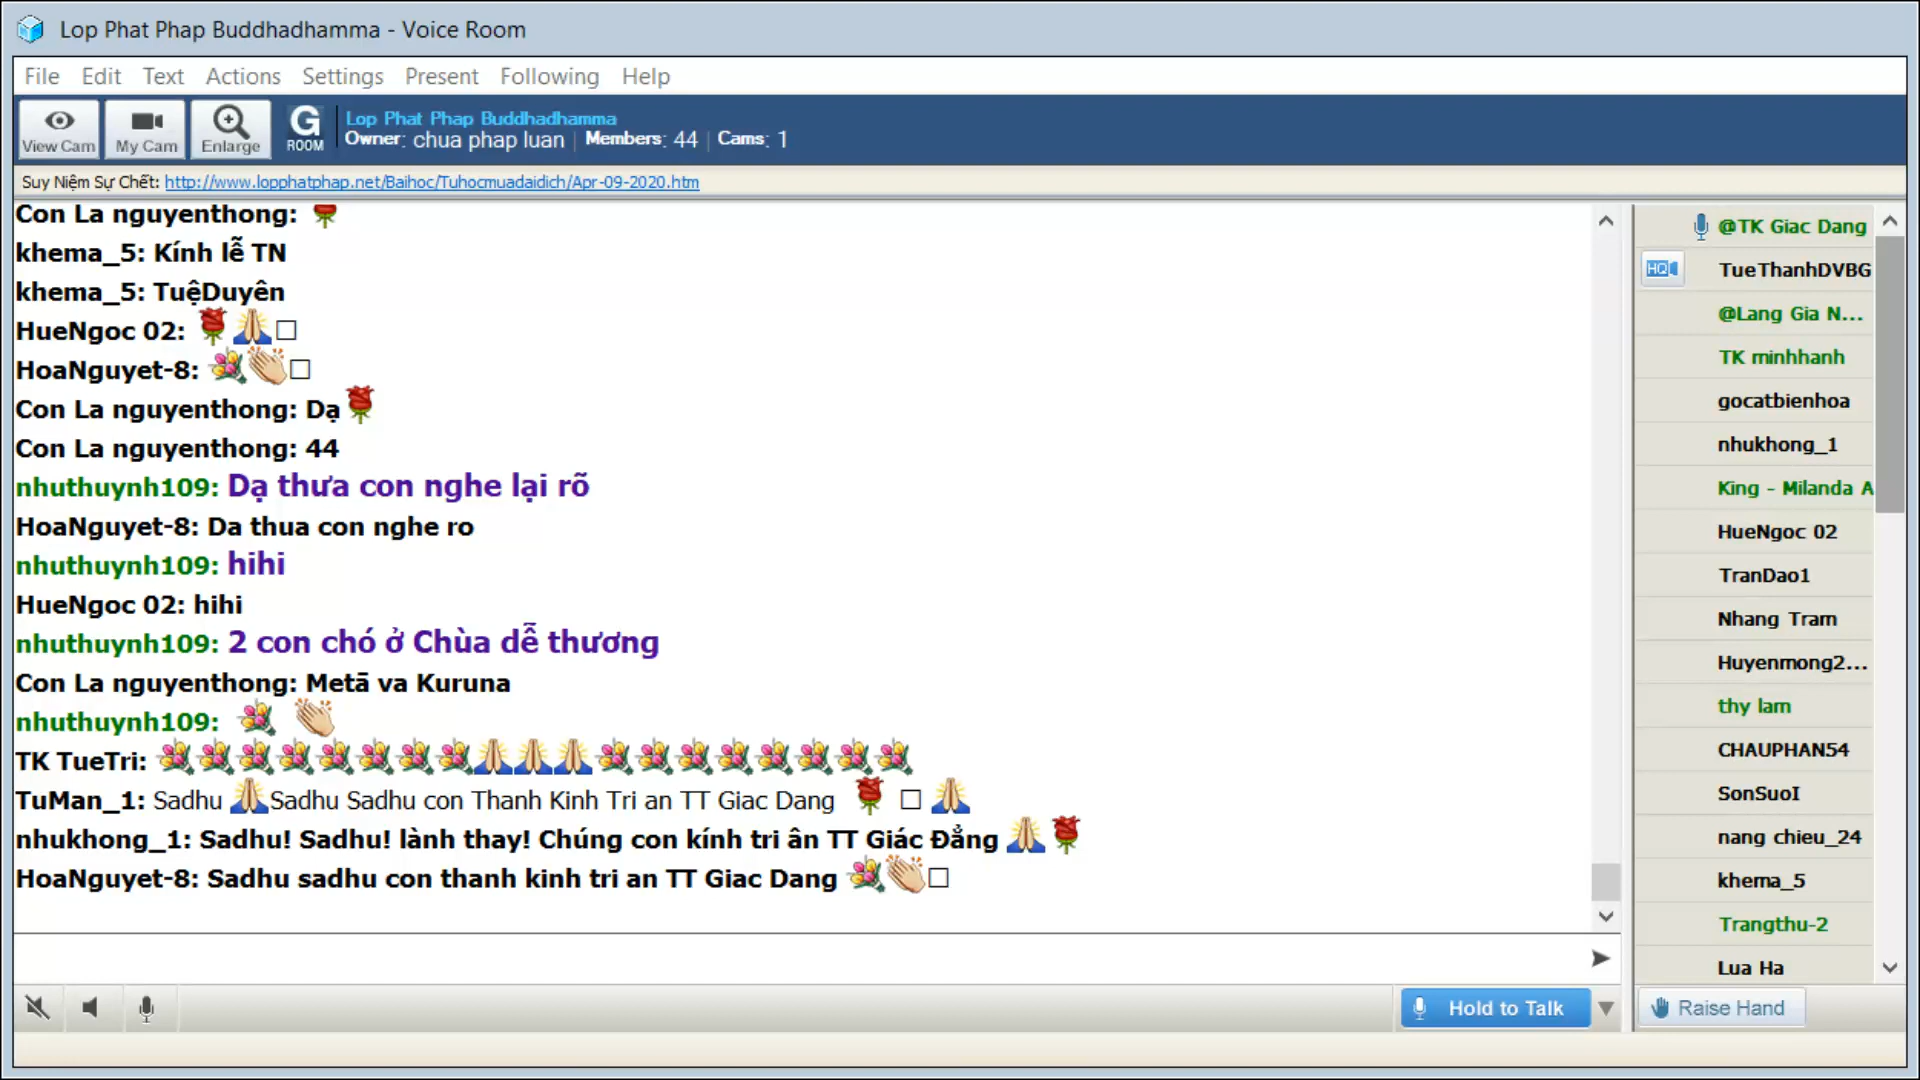 Lop Phat Phap Buddhadhamma - Voice Room
File Edit Text Actions Settings Present Following Help
View Cam My Cam Enlarge G ROOM
Lop Phat Phap Buddhadhamma
Owner: chua phap luan | Members: 44 | Cams: 1
Suy Niệm Sự Chết: http://www.lopphatphap.net/Baihoc/Tuhocmuadaidich/Apr-09-2020.htm
Con La nguyenthong:
khema_5: Kính lễ TN
khema_5: TuệDuyên
HueNgoc 02:
HoaNguyet-8:
Con La nguyenthong: Dạ
Con La nguyenthong: 44
nhuthuynh109: Dạ thưa con nghe lại rõ
HoaNguyet-8: Da thua con nghe ro
nhuthuynh109: hihi
HueNgoc 02: hihi
nhuthuynh109: 2 con chó ở Chùa dễ thương
Con La nguyenthong: Metā va Kuruna
nhuthuynh109:
TK TueTri:
TuMan_1: Sadhu Sadhu Sadhu con Thanh Kinh Tri an TT Giac Dang
nhukhong_1: Sadhu! Sadhu! lành thay! Chúng con kính tri ân TT Giác Đẳng
HoaNguyet-8: Sadhu sadhu con thanh kinh tri an TT Giac Dang
@TK Giac Dang
HQ TueThanhDVBG
@Lang Gia N...
TK minhhanh
gocatbienhoa
nhukhong_1
King - Milanda A
HueNgoc 02
TranDao1
Nhang Tram
Huyenmong2...
thy lam
CHAUPHAN54
SonSuoI
nang chieu_24
khema_5
Trangthu-2
Lua Ha
Hold to Talk
Raise Hand